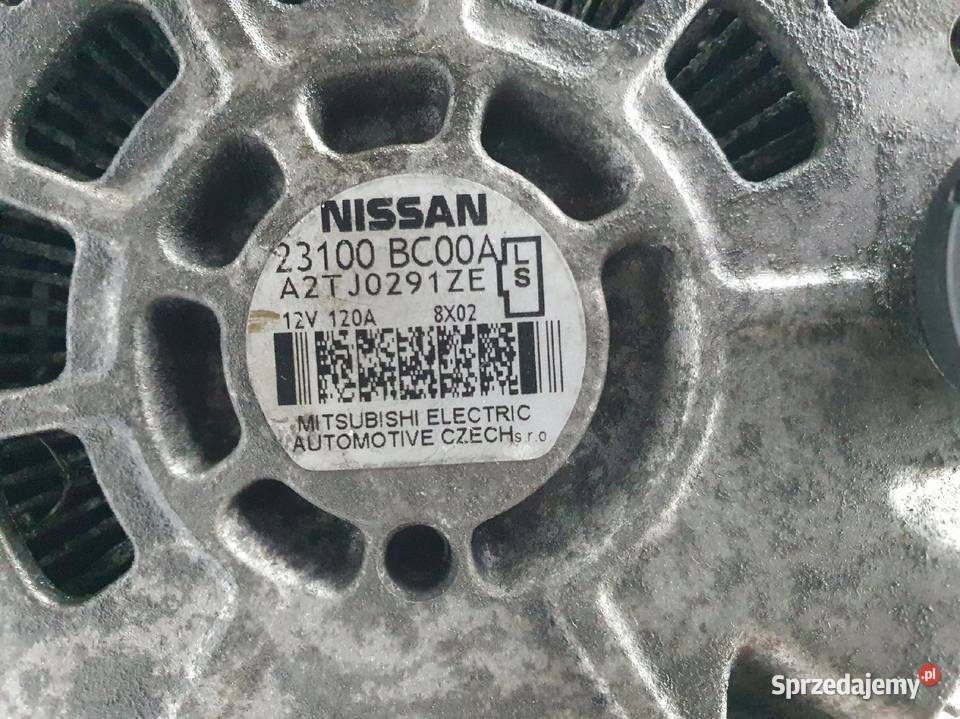 NISSAN
23100 BC00A
A2TJ0291ZE
L
S
12V 120A 8X02
MITSUBISHI ELECTRIC
AUTOMOTIVE CZECH s.r.o
Sprzedajemy.pl